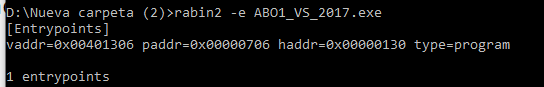 D:\Nueva carpeta (2)>rabin2 -e ABO1_VS_2017.exe
[Entrypoints]
vaddr=0x00401306 paddr=0x00000706 haddr=0x00000130 type=program
1 entrypoints